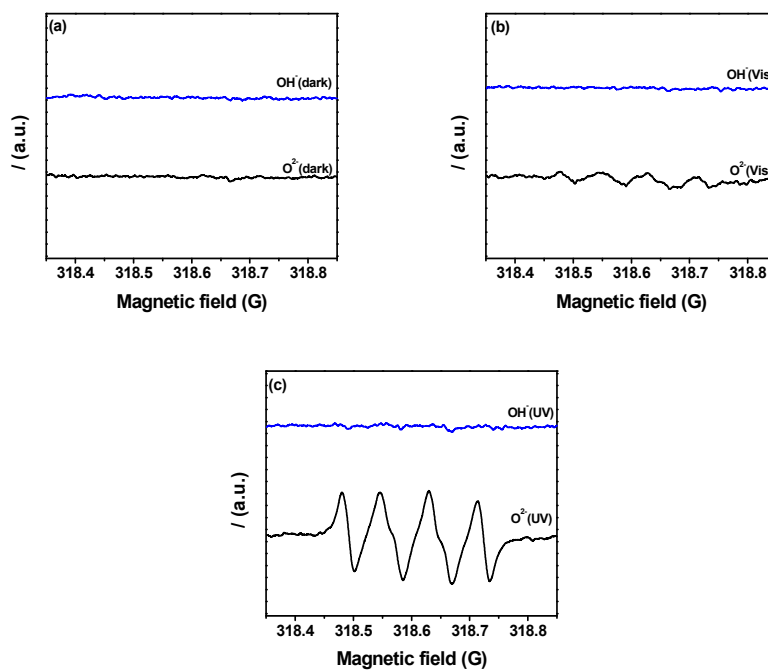 (a)
OH⁻(dark)
O²⁻(dark)
I (a.u.)
318.4 318.5 318.6 318.7 318.8
Magnetic field (G)
(b)
OH⁻(Vis
O²⁻(Vis
I (a.u.)
318.4 318.5 318.6 318.7 318.8
Magnetic field (G)
(c)
OH⁻(UV)
O²⁻(UV)
I (a.u.)
318.4 318.5 318.6 318.7 318.8
Magnetic field (G)